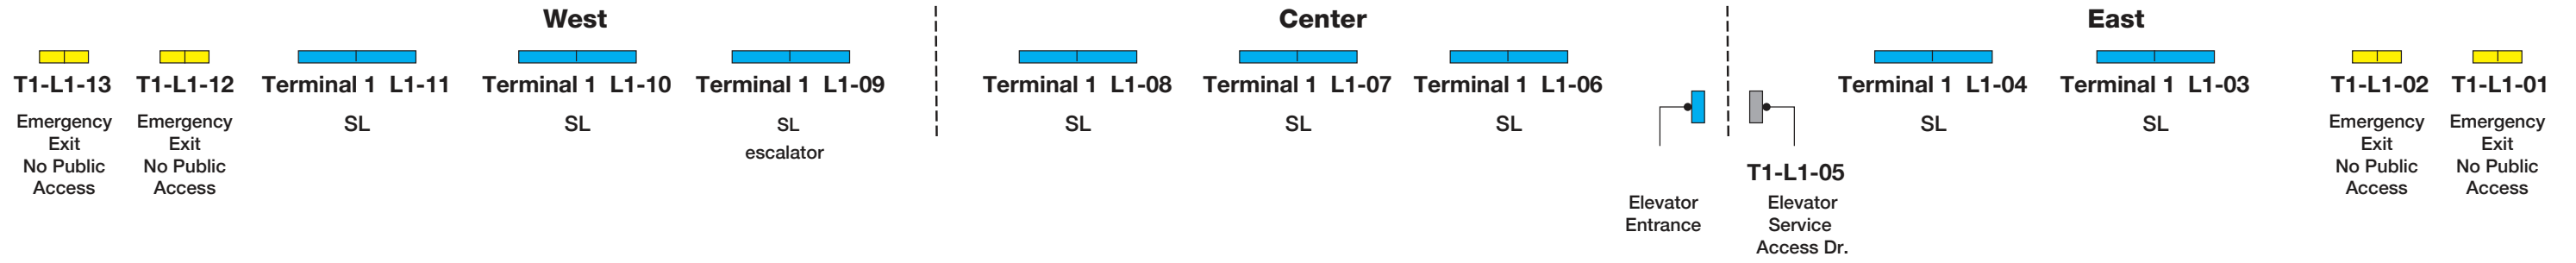 West
Center
East
T1-L1-13
Emergency
Exit
No Public
Access
T1-L1-12
Emergency
Exit
No Public
Access
Terminal 1 L1-11
SL
Terminal 1 L1-10
SL
Terminal 1 L1-09
SL
escalator
Terminal 1 L1-08
SL
Terminal 1 L1-07
SL
Terminal 1 L1-06
SL
Elevator
Entrance
T1-L1-05
Elevator
Service
Access Dr.
Terminal 1 L1-04
SL
Terminal 1 L1-03
SL
T1-L1-02
Emergency
Exit
No Public
Access
T1-L1-01
Emergency
Exit
No Public
Access